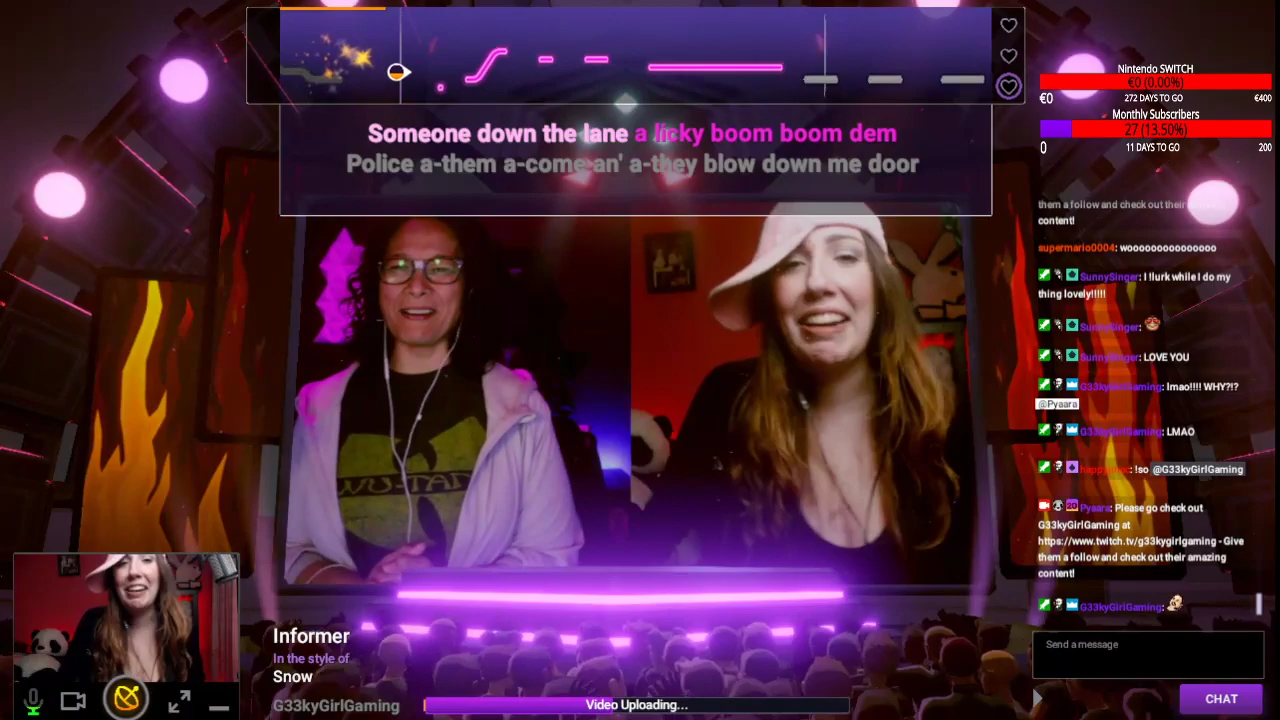 Someone down the lane a licky boom boom dem
Police a-them a-come an' a-they blow down me door
Nintendo SWITCH
€0 (0.00%)
€0 272 DAYS TO GO €400
Monthly Subscribers
27 (13.50%)
0 11 DAYS TO GO 200
them a follow and check out their
content!
supermario0004: wooooooooooooooo
SunnySinger: I !lurk while I do my
thing lovely!!!!!
SunnySinger:
SunnySinger: LOVE YOU
G33kyGirlGaming: lmao!!!! WHY?!?
@Pyaara
G33kyGirlGaming: LMAO
: !so @G33kyGirlGaming
Pyaara: Please go check out
G33kyGirlGaming at
https://www.twitch.tv/g33kygirlgaming - Give
them a follow and check out their amazing
content!
G33kyGirlGaming:
Send a message
CHAT
WU-TAN
Informer
In the style of
Snow
G33kyGirlGaming
Video Uploading...